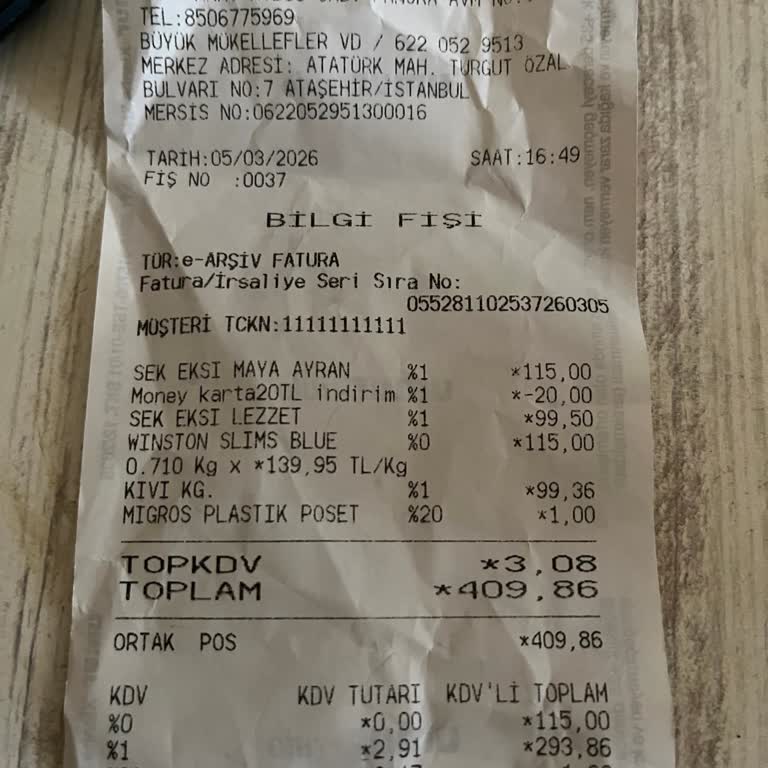 TEL:8506775969
BÜYÜK MÜKELLEFLER VD / 622 052 9513
MERKEZ ADRESİ: ATATÜRK MAH. TURGUT ÖZAL
BULVARI NO:7 ATAŞEHİR/İSTANBUL
MERSİS NO:0622052951300016
TARİH:05/03/2026 SAAT:16:49
FİŞ NO :0037
BİLGİ FİŞİ
TÜR:e-ARŞİV FATURA
Fatura/İrsaliye Seri Sıra No:
055281102537260305
MÜŞTERİ TCKN:11111111111
SEK EKSI MAYA AYRAN %1 *115,00
Money karta20TL indirim %1 *-20,00
SEK EKSI LEZZET %1 *99,50
WINSTON SLIMS BLUE %0 *115,00
0.710 Kg x *139,95 TL/Kg
KIVI KG. %1 *99,36
MIGROS PLASTIK POSET %20 *1,00
TOPKDV *3,08
TOPLAM *409,86
ORTAK POS *409,86
KDV KDV TUTARI KDV'Lİ TOPLAM
%0 *0,00 *115,00
%1 *2,91 *293,86